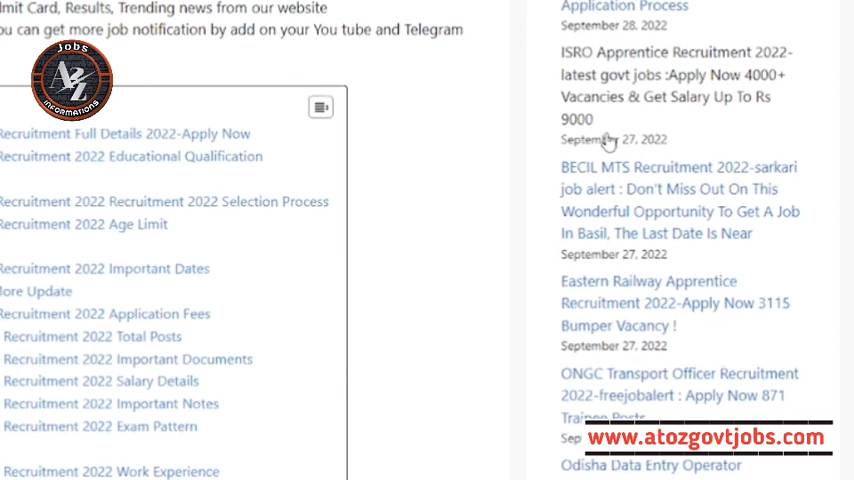 dmit Card, Results, Trending news from our website
ou can get more job notification by add on your You tube and Telegram
Jobs
A2Z
INFORMATIONS
Recruitment Full Details 2022-Apply Now
Recruitment 2022 Educational Qualification
Recruitment 2022 Recruitment 2022 Selection Process
Recruitment 2022 Age Limit
Recruitment 2022 Important Dates
More Update
Recruitment 2022 Application Fees
Recruitment 2022 Total Posts
Recruitment 2022 Important Documents
Recruitment 2022 Salary Details
Recruitment 2022 Important Notes
Recruitment 2022 Exam Pattern
Recruitment 2022 Work Experience
Application Process
September 28, 2022
ISRO Apprentice Recruitment 2022-
latest govt jobs :Apply Now 4000+
Vacancies & Get Salary Up To Rs
9000
September 27, 2022
BECIL MTS Recruitment 2022-sarkari
job alert : Don't Miss Out On This
Wonderful Opportunity To Get A Job
In Basil, The Last Date Is Near
September 27, 2022
Eastern Railway Apprentice
Recruitment 2022-Apply Now 3115
Bumper Vacancy !
September 27, 2022
ONGC Transport Officer Recruitment
2022-freejobalert : Apply Now 871
Trainee Posts
Sep
www.atozgovtjobs.com
Odisha Data Entry Operator